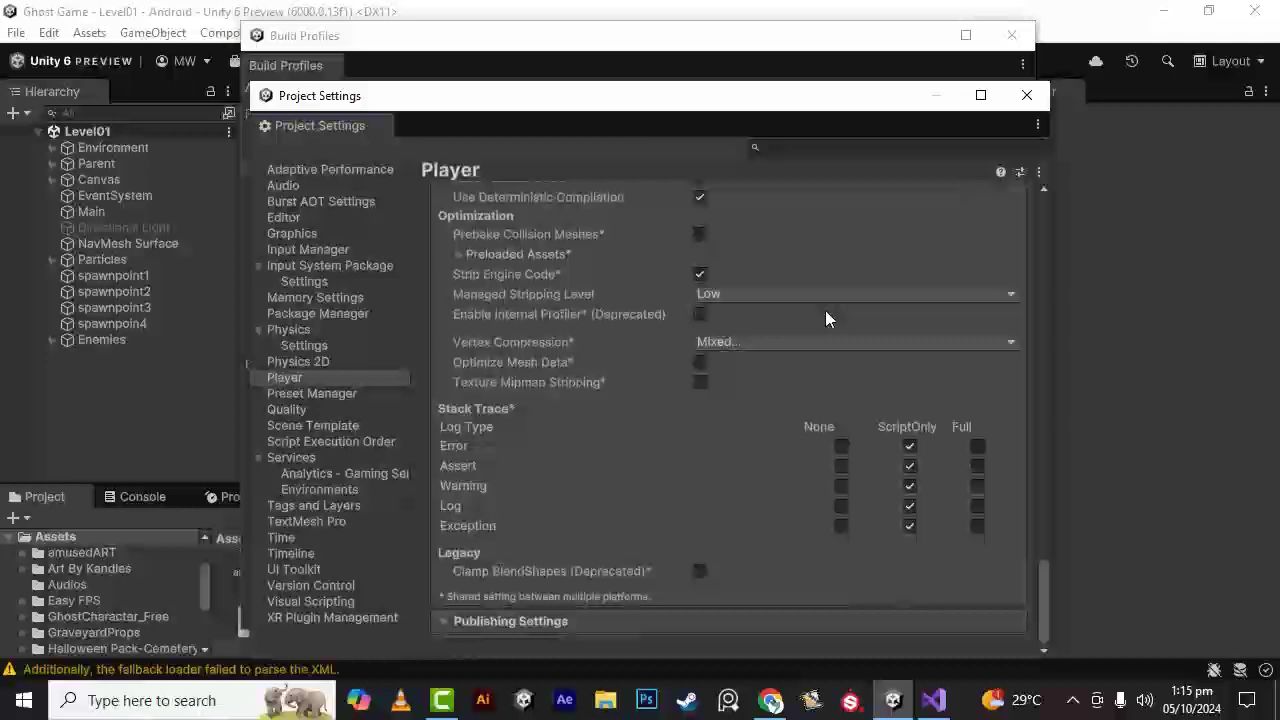 Ghost Game - Level01 - Android - Unity 6 Preview (6000.0.13f1) <DX11>
Build Profiles
File Edit Assets GameObject Compo
Unity 6 PREVIEW MW Build Profiles Layout
Project Settings
Hierarchy
Project Settings
All
Level01
Environment
Parent
Canvas
EventSystem
Main
Directional Light
NavMesh Surface
Particles
spawnpoint1
spawnpoint2
spawnpoint3
spawnpoin4
Enemies
Adaptive Performance
Audio
Burst AOT Settings
Editor
Graphics
Input Manager
Input System Package
Settings
Memory Settings
Package Manager
Physics
Settings
Physics 2D
Player
Preset Manager
Quality
Scene Template
Script Execution Order
Services
Analytics - Gaming Sei
Environments
Tags and Layers
TextMesh Pro
Time
Timeline
UI Toolkit
Version Control
Visual Scripting
XR Plugin Management
Player
Use Deterministic Compilation
Optimization
Prebake Collision Meshes*
Preloaded Assets*
Strip Engine Code*
Managed Stripping Level Low
Enable Internal Profiler* (Deprecated)
Vertex Compression* Mixed...
Optimize Mesh Data*
Texture Mipmap Stripping*
Stack Trace*
Log Type None ScriptOnly Full
Error
Assert
Warning
Log
Exception
Legacy
Clamp BlendShapes (Deprecated)*
* Shared setting between multiple platforms.
Publishing Settings
Project Console Pro
Assets
Asse
amusedART
Art By Kandles
Audios
Easy FPS
GhostCharacter_Free
GraveyardProps
Halloween Pack-Cemetery
Additionally, the fallback loader failed to parse the XML.
Type here to search
29°C
1:15 pm
05/10/2024